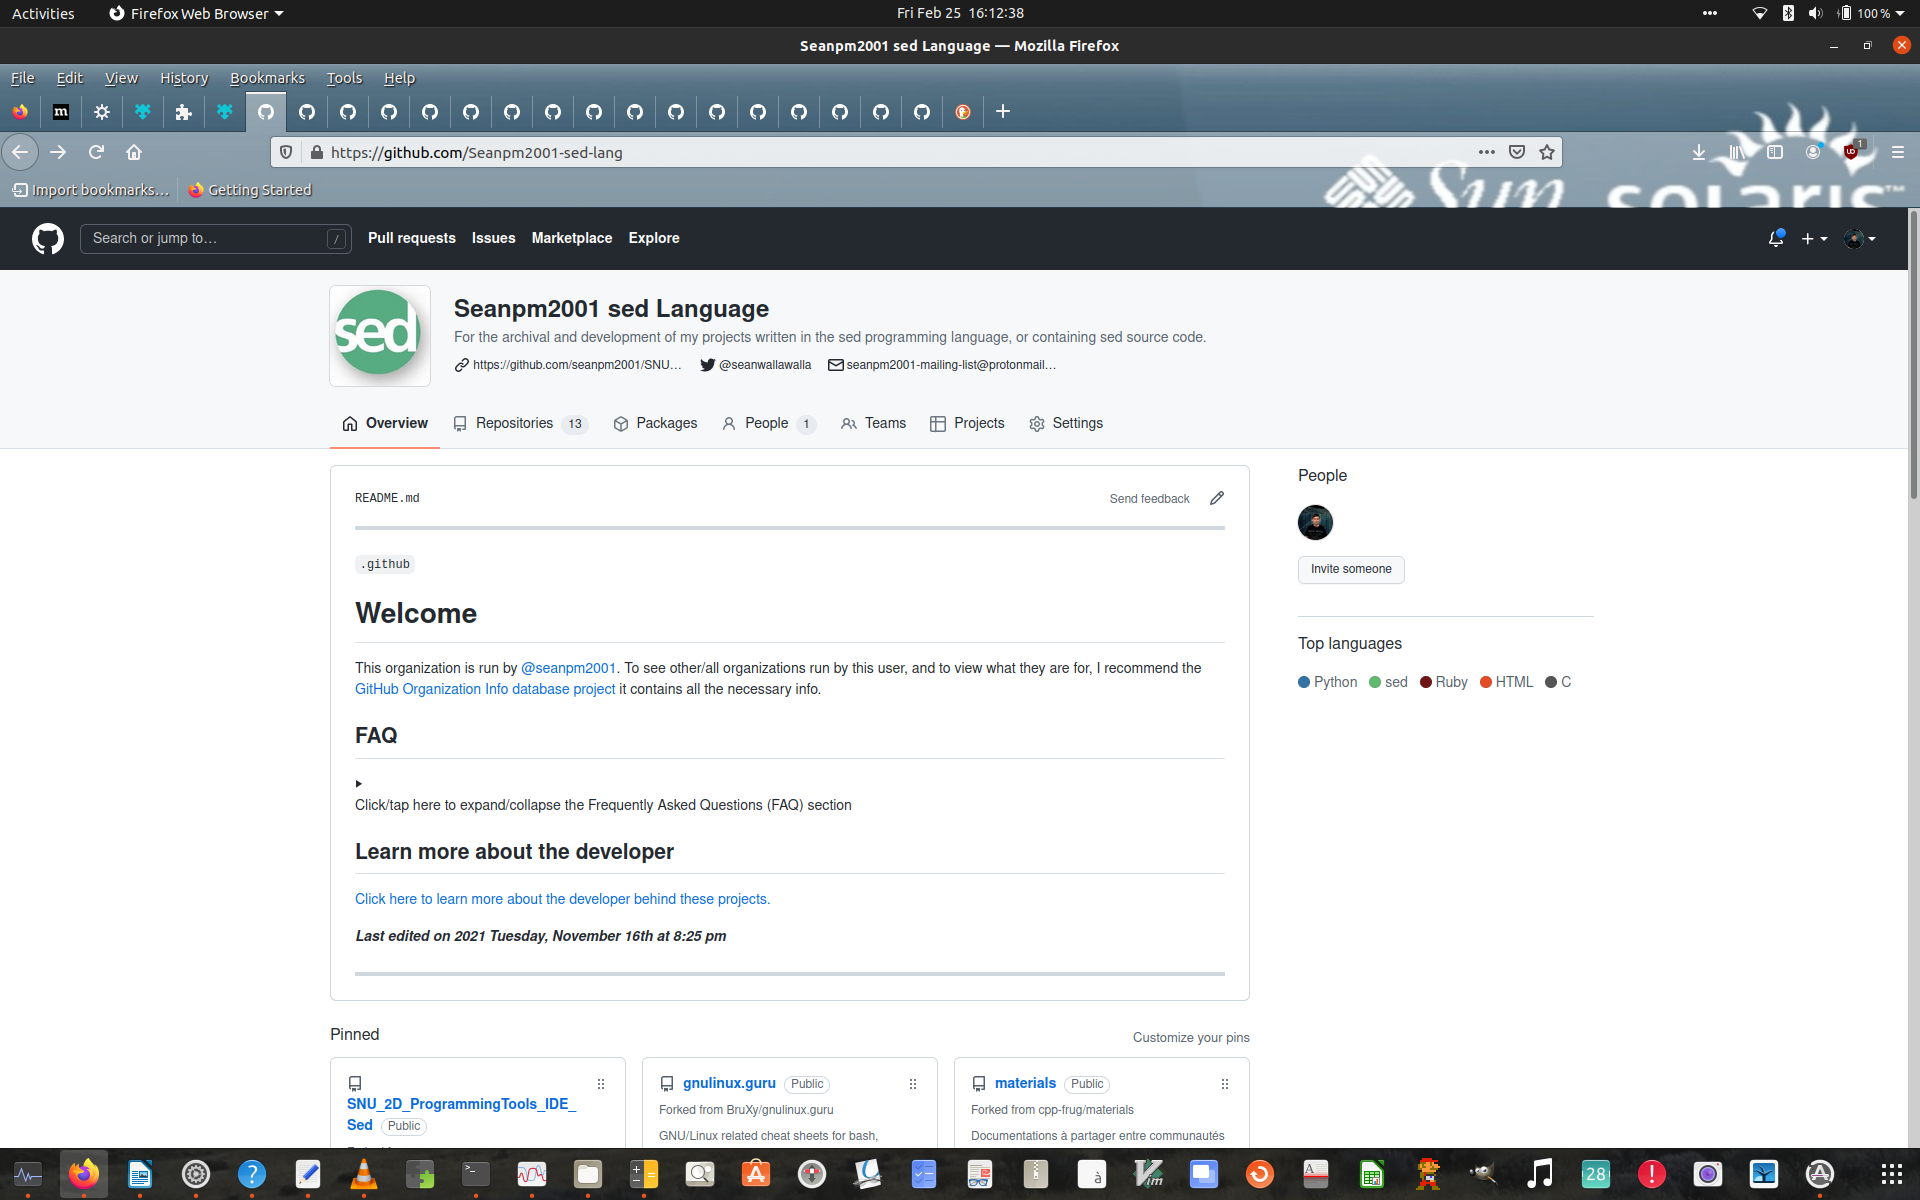 Activities
Firefox Web Browser
Fri Feb 25 16:12:38
100 %
Seanpm2001 sed Language — Mozilla Firefox
File Edit View History Bookmarks Tools Help
m
https://github.com/Seanpm2001-sed-lang
1
Import bookmarks... Getting Started
Sun solaris™
Search or jump to... /
Pull requests Issues Marketplace Explore
sed
Seanpm2001 sed Language
For the archival and development of my projects written in the sed programming language, or containing sed source code.
https://github.com/seanpm2001/SNU... @seanwallawalla seanpm2001-mailing-list@protonmail...
Overview Repositories 13 Packages People 1 Teams Projects Settings
README.md
Send feedback
.github
Welcome
This organization is run by @seanpm2001. To see other/all organizations run by this user, and to view what they are for, I recommend the
GitHub Organization Info database project it contains all the necessary info.
FAQ
Click/tap here to expand/collapse the Frequently Asked Questions (FAQ) section
Learn more about the developer
Click here to learn more about the developer behind these projects.
Last edited on 2021 Tuesday, November 16th at 8:25 pm
People
Invite someone
Top languages
Python sed Ruby HTML C
Pinned
Customize your pins
SNU_2D_ProgrammingTools_IDE_
Sed Public
gnulinux.guru Public
Forked from BruXy/gnulinux.guru
GNU/Linux related cheat sheets for bash,
materials Public
Forked from cpp-frug/materials
Documentations à partager entre communautés
à
Vim
28